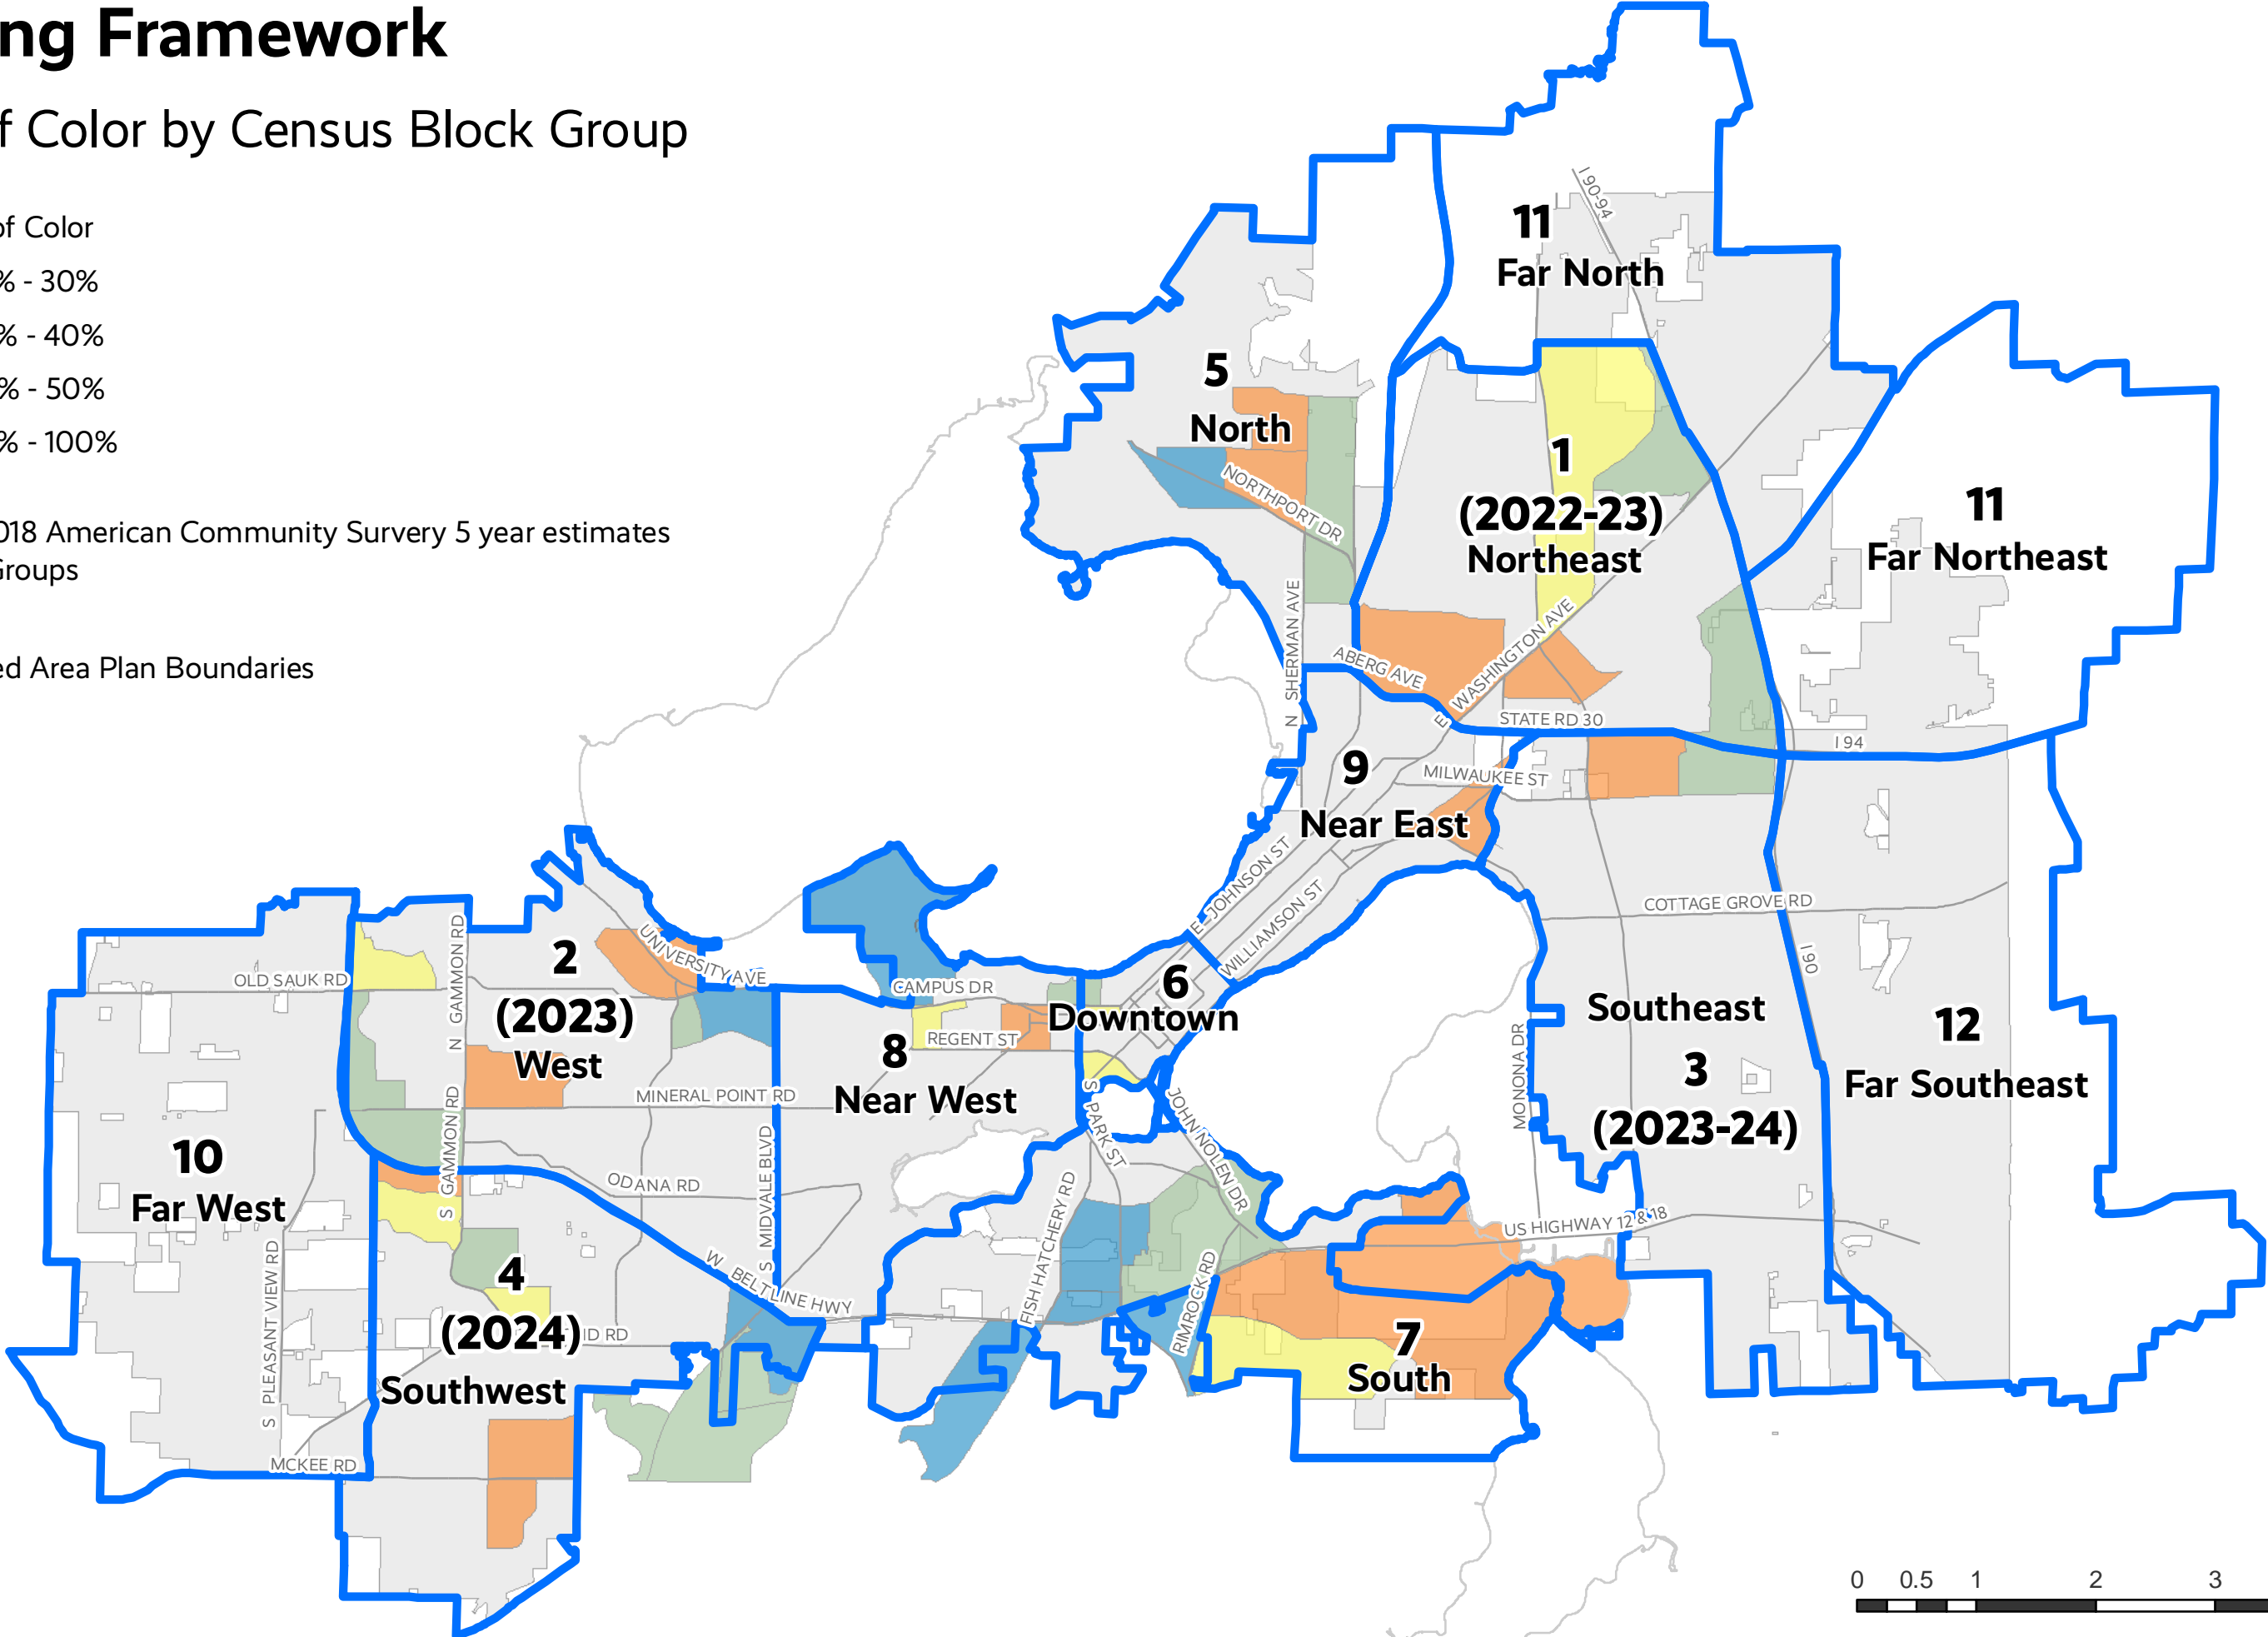 ng Framework
f Color by Census Block Group
of Color
% - 30%
% - 40%
% - 50%
% - 100%
018 American Community Survery 5 year estimates
Groups
ed Area Plan Boundaries
I 90-94
11
Far North
5
North
NORTHPORT DR
1
(2022-23)
Northeast
11
Far Northeast
N SHERMAN AVE
ABERG AVE
E WASHINGTON AVE
STATE RD 30
I 94
9
Near East
MILWAUKEE ST
E JOHNSON ST
WILLIAMSON ST
COTTAGE GROVE RD
I 90
2
(2023)
West
UNIVERSITY AVE
OLD SAUK RD
N GAMMON RD
CAMPUS DR
6
Downtown
8
Near West
REGENT ST
MINERAL POINT RD
S PARK ST
JOHN NOLEN DR
MONONA DR
Southeast
3
(2023-24)
12
Far Southeast
10
Far West
S GAMMON RD
ODANA RD
S MIDVALE BLVD
W BELTLINE HWY
FISH HATCHERY RD
RIMROCK RD
US HIGHWAY 12 & 18
S PLEASANT VIEW RD
4
(2024)
Southwest
ID RD
7
South
MCKEE RD
0 0.5 1 2 3